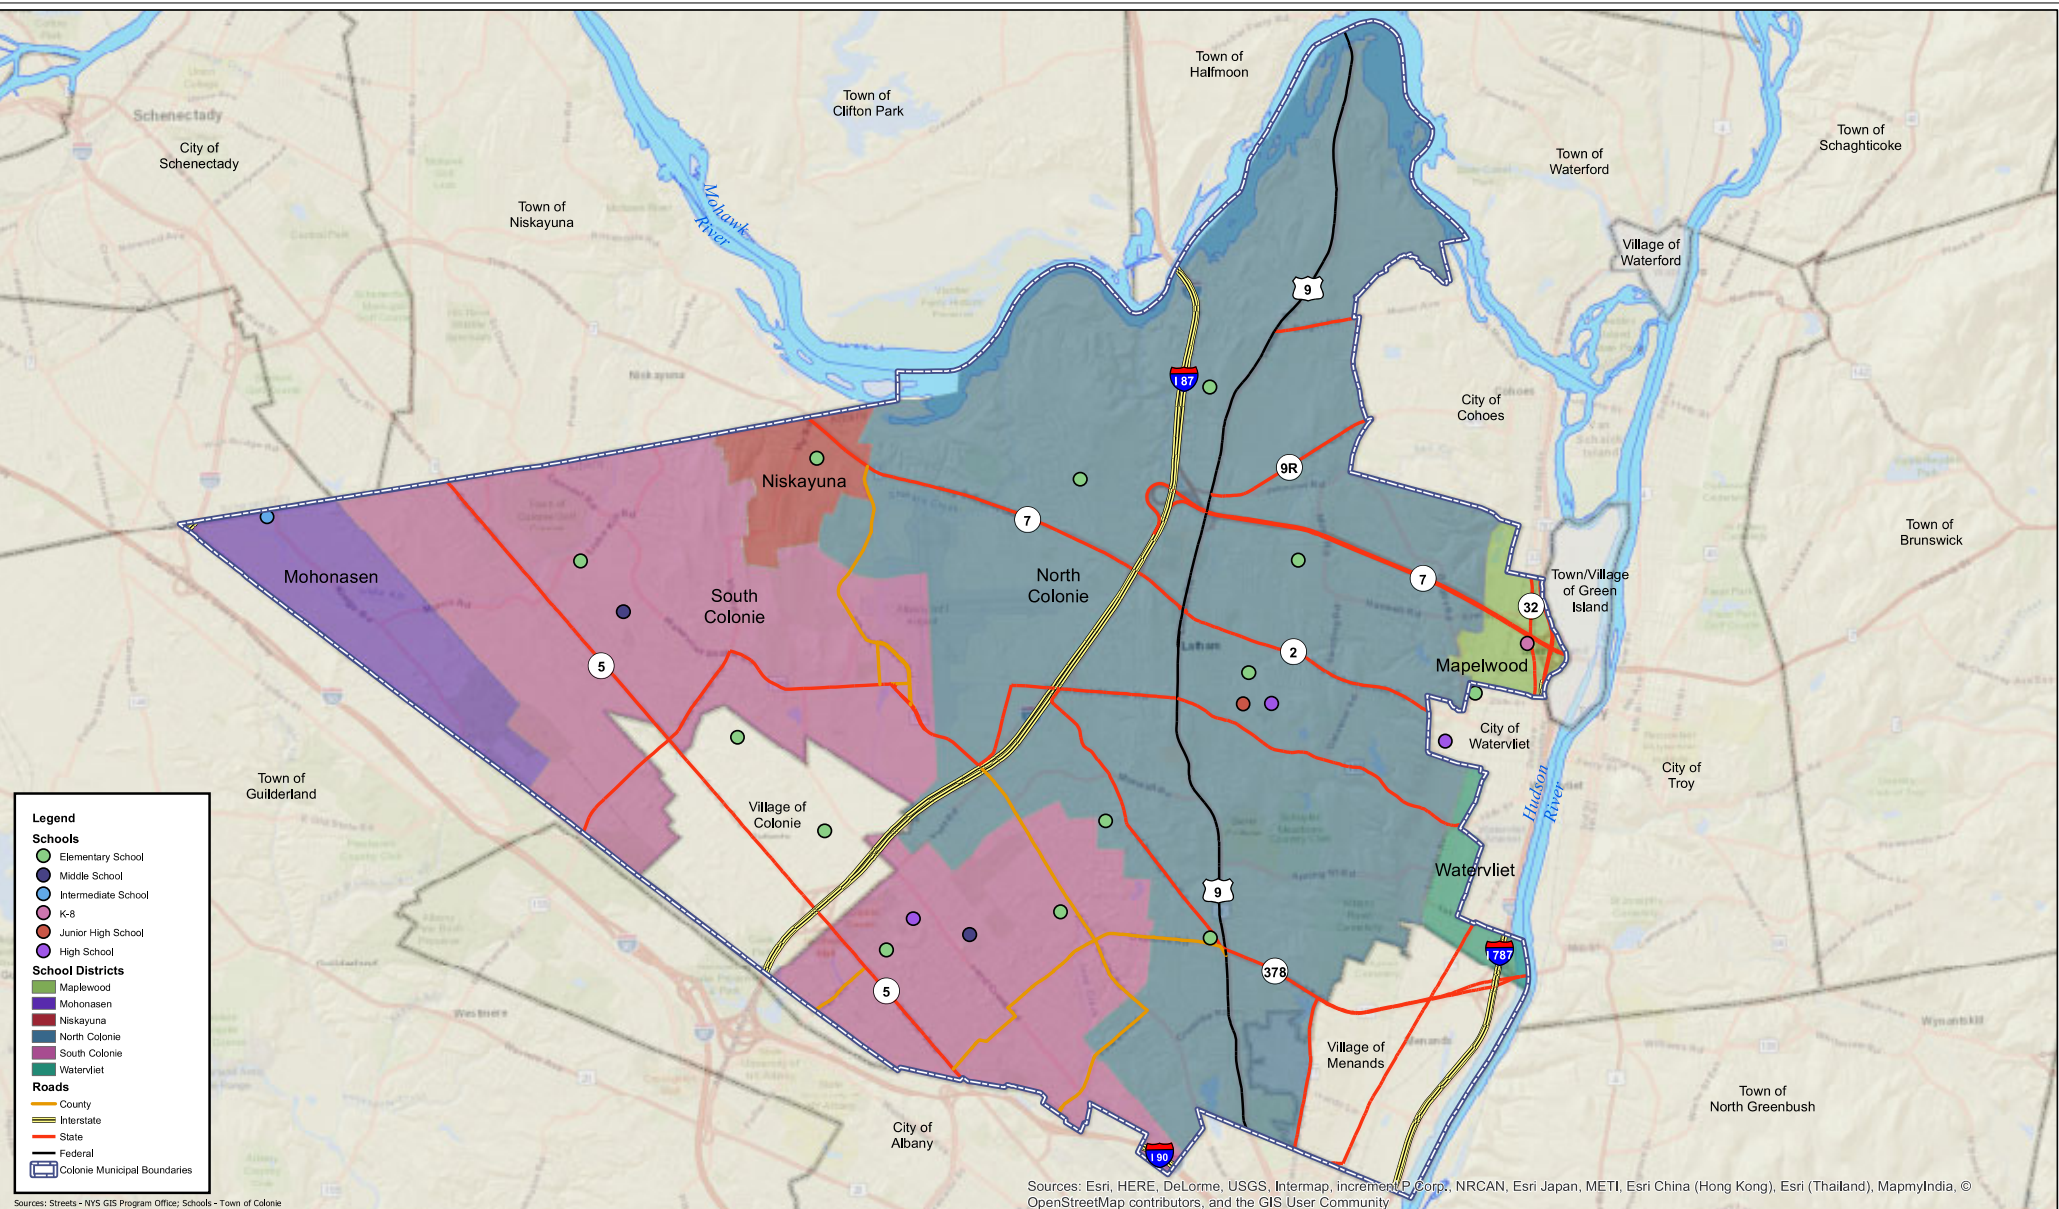 Town of
Halfmoon
Town of
Clifton Park
Schenectady
City of
Schenectady
Town of
Schaghticoke
Town of
Waterford
Town of
Niskayuna
Mohawk
River
Village of
Waterford
9
Niskayuna
I 87
City of
Cohoes
Cohoes
9R
Niskayuna
7
Town of
Brunswick
Mohonasen
North
Colonie
7
Town/Village
of Green
Island
32
South
Colonie
Latham
2
5
Mapelwood
City of
Watervliet
City of
Troy
Town of
Guilderland
Hudson
River
Village of
Colonie
Watervliet
9
I 787
378
5
Westmere
Wynantskill
Village of
Menands
Menands
Town of
North Greenbush
City of
Albany
I 90
Legend
Schools
Elementary School
Middle School
Intermediate School
K-8
Junior High School
High School
School Districts
Maplewood
Mohonasen
Niskayuna
North Colonie
South Colonie
Watervliet
Roads
County
Interstate
State
Federal
Colonie Municipal Boundaries
Sources: Streets - NYS GIS Program Office; Schools - Town of Colonie
Sources: Esri, HERE, DeLorme, USGS, Intermap, increment P Corp., NRCAN, Esri Japan, METI, Esri China (Hong Kong), Esri (Thailand), MapmyIndia, ©
OpenStreetMap contributors, and the GIS User Community